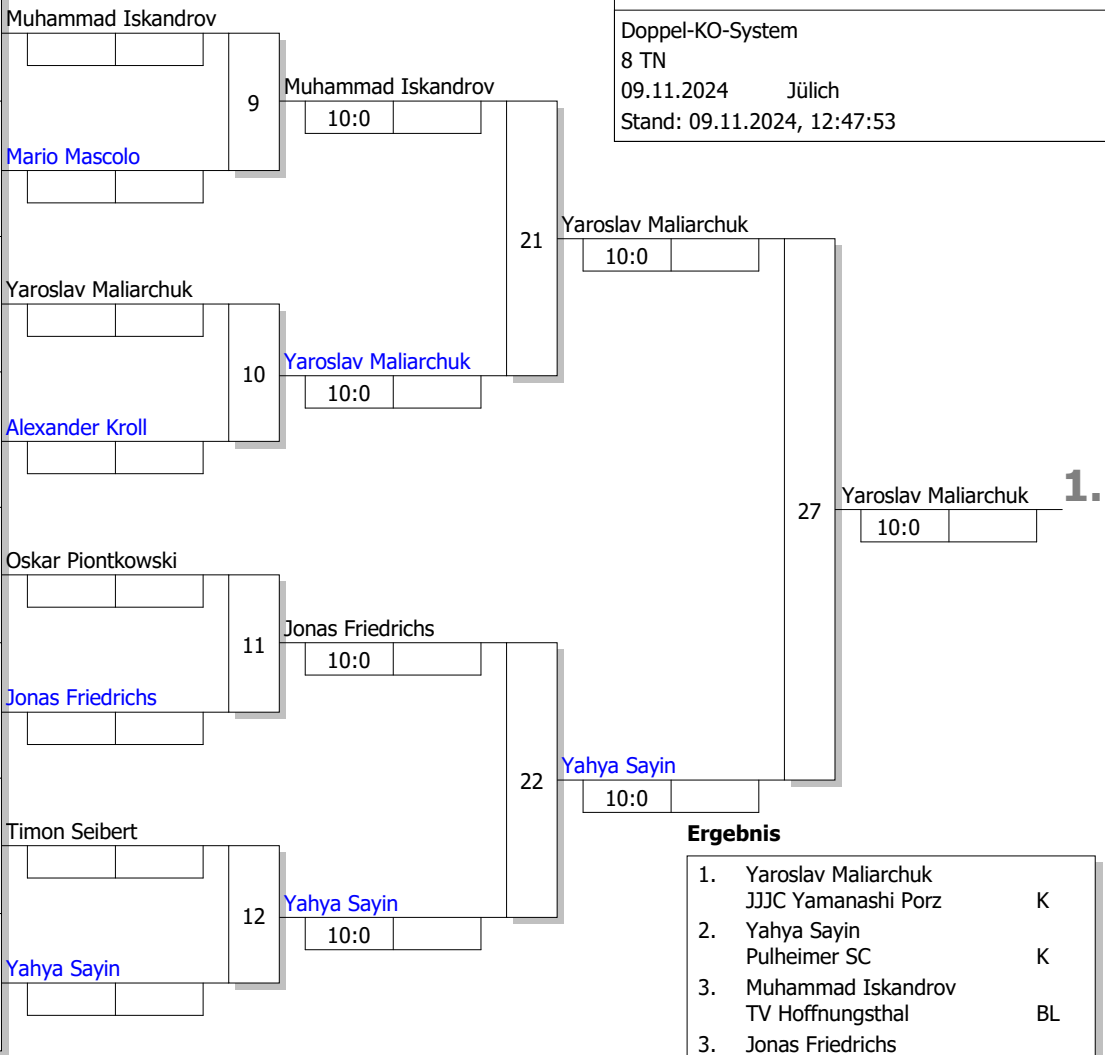 Doppel-KO-System
8 TN
09.11.2024 Jülich
Stand: 09.11.2024, 12:47:53
Muhammad Iskandrov
9
Mario Mascolo
Yaroslav Maliarchuk
10
Alexander Kroll
Oskar Piontkowski
11
Jonas Friedrichs
Timon Seibert
12
Yahya Sayin
Muhammad Iskandrov
10:0
21
Yaroslav Maliarchuk
10:0
Jonas Friedrichs
10:0
22
Yahya Sayin
10:0
Yaroslav Maliarchuk
10:0
27
Yahya Sayin
10:0
Yaroslav Maliarchuk 1.
10:0
Ergebnis
1. Yaroslav Maliarchuk
JJJC Yamanashi Porz K
2. Yahya Sayin
Pulheimer SC K
3. Muhammad Iskandrov
TV Hoffnungsthal BL
3. Jonas Friedrichs